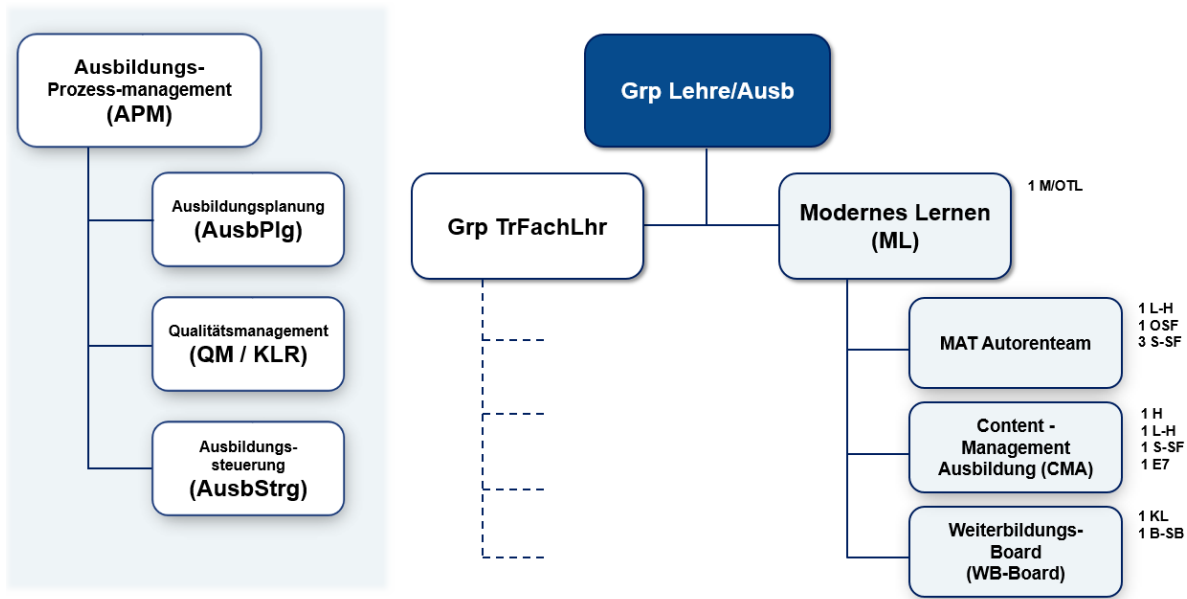 Ausbildungs-
Prozess-management
(APM)
Ausbildungsplanung
(AusbPlg)
Qualitätsmanagement
(QM / KLR)
Ausbildungs-
steuerung
(AusbStrg)
Grp Lehre/Ausb
Grp TrFachLhr
Modernes Lernen
(ML)
1 M/OTL
MAT Autorenteam
1 L-H
1 OSF
3 S-SF
Content -
Management
Ausbildung (CMA)
1 H
1 L-H
1 S-SF
1 E7
Weiterbildungs-
Board
(WB-Board)
1 KL
1 B-SB